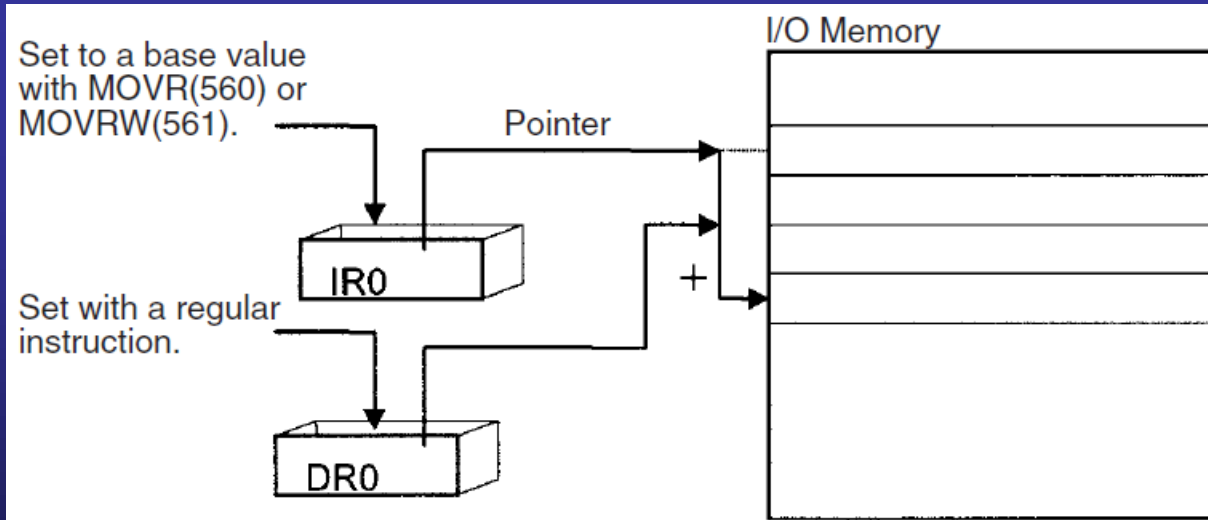 I/O Memory
Set to a base value
with MOVR(560) or
MOVRW(561).
Pointer
IR0
+
Set with a regular
instruction.
DR0